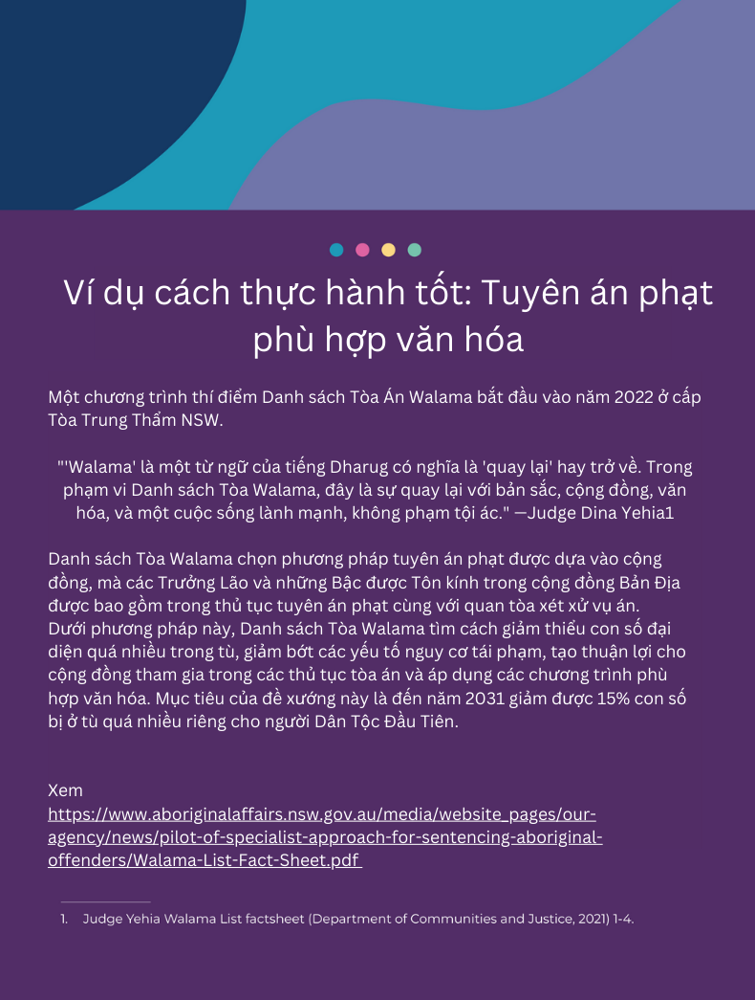 Ví dụ cách thực hành tốt: Tuyên án phạt
phù hợp văn hóa
Một chương trình thí điểm Danh sách Tòa Án Walama bắt đầu vào năm 2022 ở cấp
Tòa Trung Thẩm NSW.
"'Walama' là một từ ngữ của tiếng Dharug có nghĩa là 'quay lại' hay trở về. Trong
phạm vi Danh sách Tòa Walama, đây là sự quay lại với bản sắc, cộng đồng, văn
hóa, và một cuộc sống lành mạnh, không phạm tội ác." —Judge Dina Yehia1
Danh sách Tòa Walama chọn phương pháp tuyên án phạt được dựa vào cộng
đồng, mà các Trưởng Lão và những Bậc được Tôn kính trong cộng đồng Bản Địa
được bao gồm trong thủ tục tuyên án phạt cùng với quan tòa xét xử vụ án.
Dưới phương pháp này, Danh sách Tòa Walama tìm cách giảm thiểu con số đại
diện quá nhiều trong tù, giảm bớt các yếu tố nguy cơ tái phạm, tạo thuận lợi cho
cộng đồng tham gia trong các thủ tục tòa án và áp dụng các chương trình phù
hợp văn hóa. Mục tiêu của đề xướng này là đến năm 2031 giảm được 15% con số
bị ở tù quá nhiều riêng cho người Dân Tộc Đầu Tiên.
Xem
https://www.aboriginalaffairs.nsw.gov.au/media/website_pages/our-
agency/news/pilot-of-specialist-approach-for-sentencing-aboriginal-
offenders/Walama-List-Fact-Sheet.pdf
1. Judge Yehia Walama List factsheet (Department of Communities and Justice, 2021) 1-4.